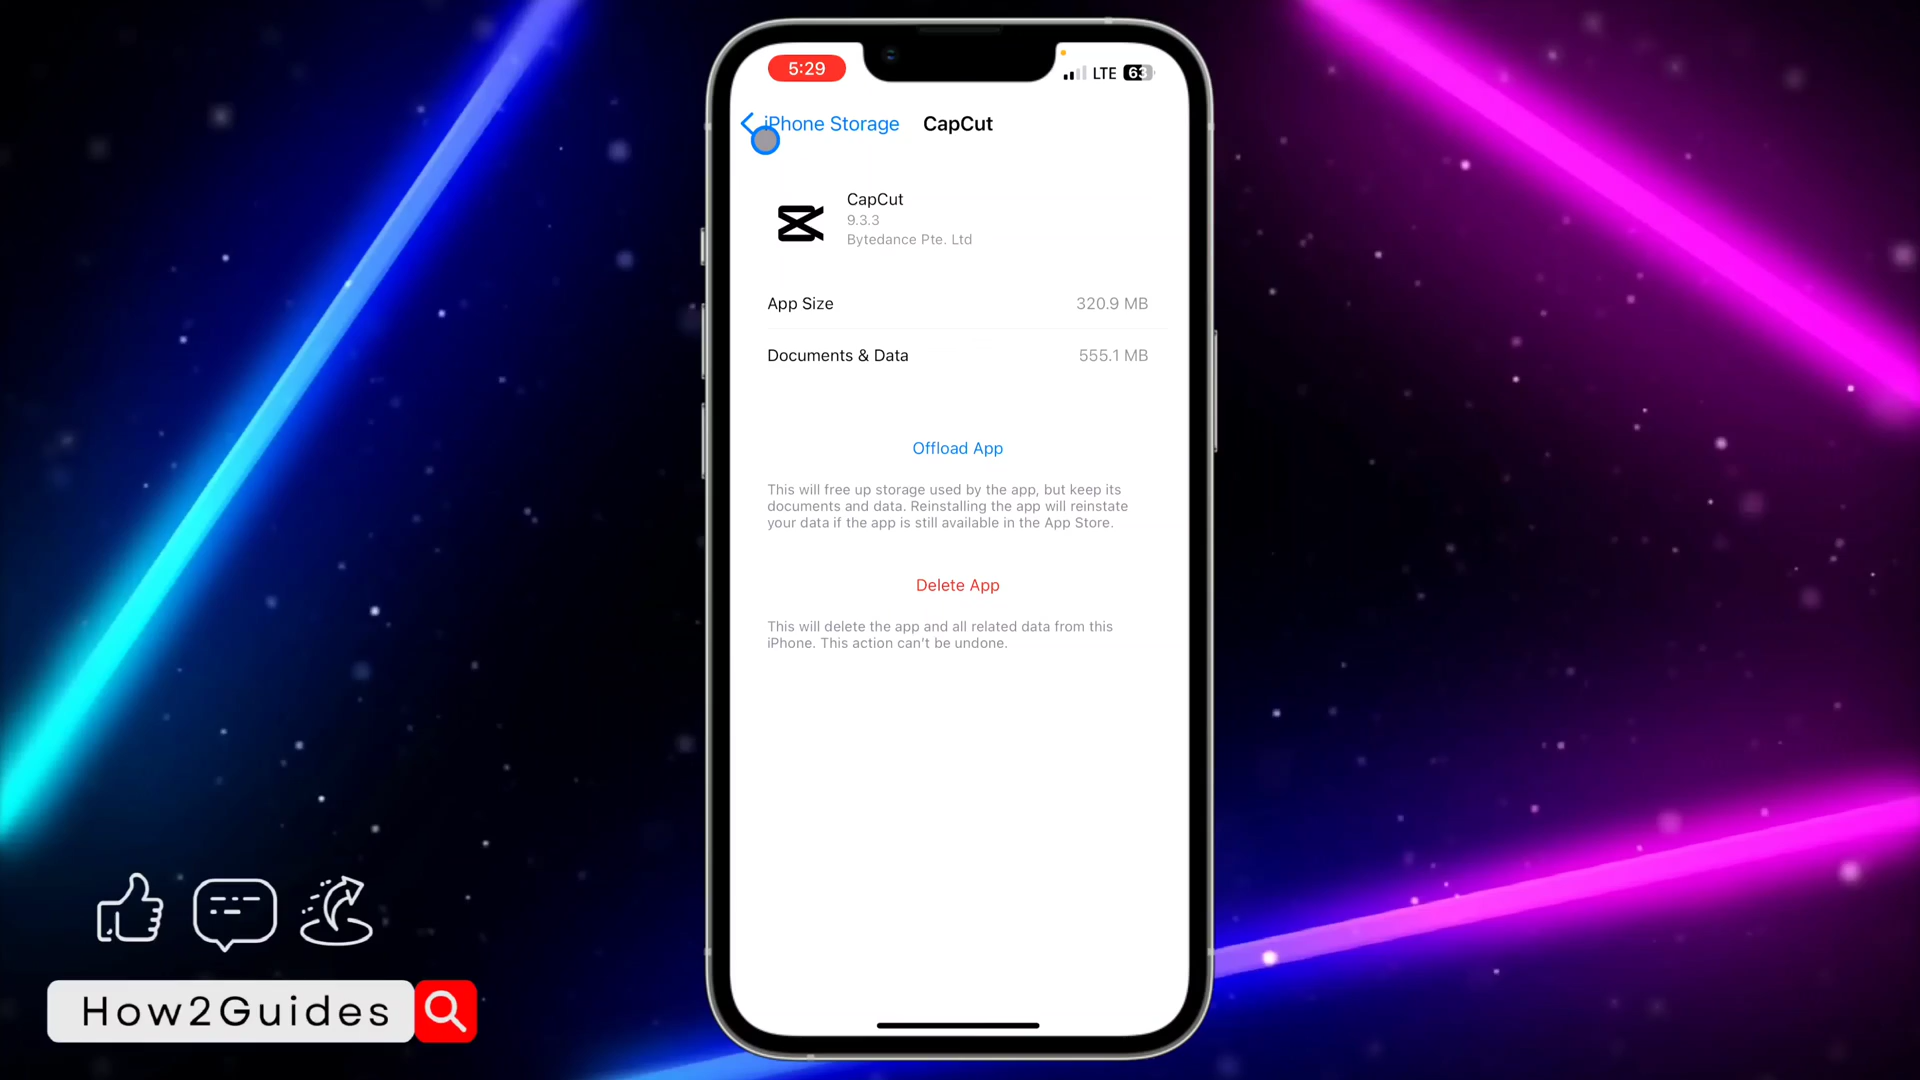 5:29
LTE 63
iPhone Storage CapCut
CapCut
9.3.3
Bytedance Pte. Ltd
App Size 320.9 MB
Documents & Data 555.1 MB
Offload App
This will free up storage used by the app, but keep its
documents and data. Reinstalling the app will reinstate
your data if the app is still available in the App Store.
Delete App
This will delete the app and all related data from this
iPhone. This action can't be undone.
How2Guides